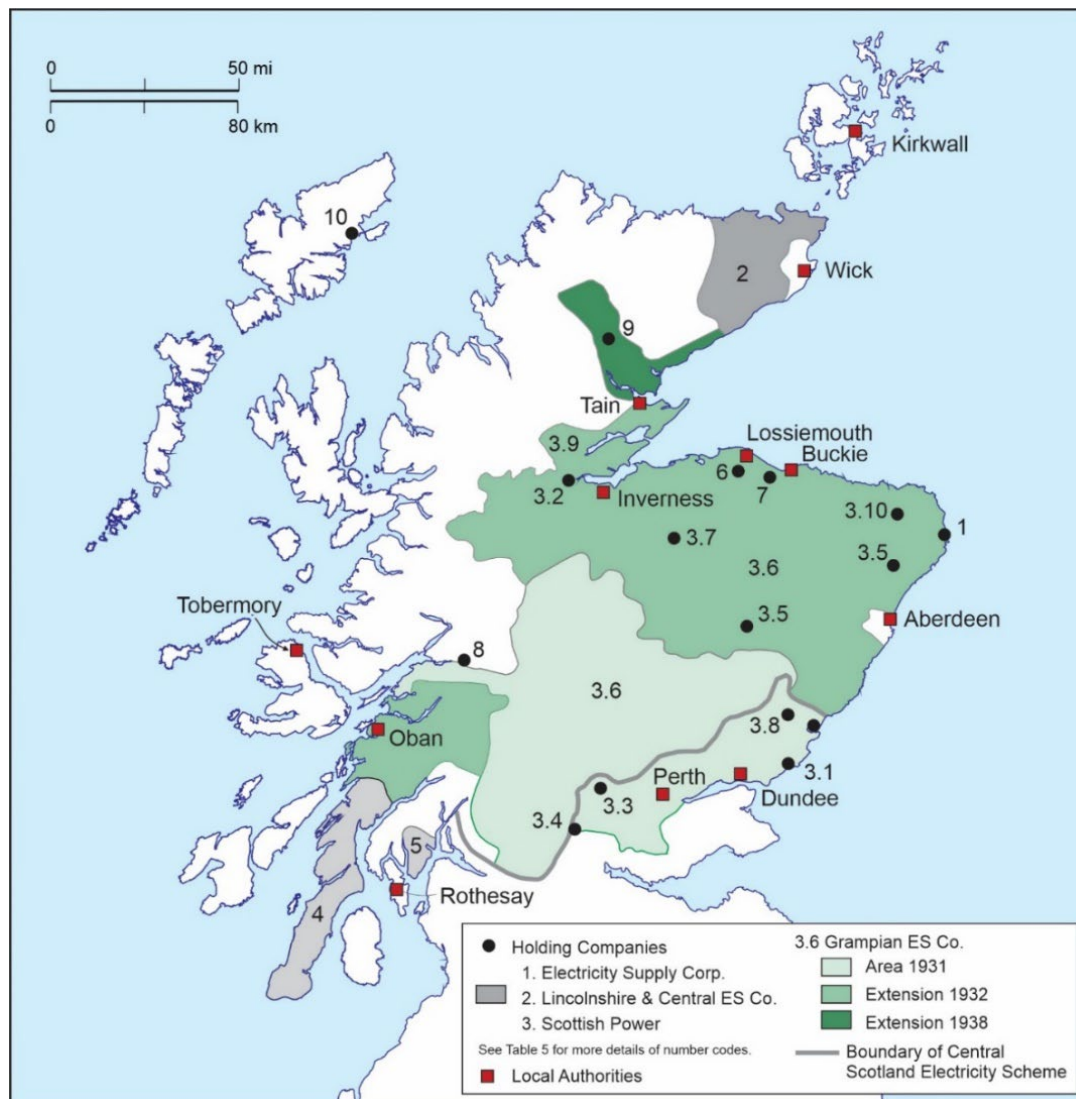 0 50 mi
0 80 km
Kirkwall
10
2
Wick
9
Tain
3.9
Lossiemouth
Buckie
3.2
Inverness
6
7
3.10
1
3.7
3.5
3.6
3.5
Aberdeen
Tobermory
8
3.6
3.8
Oban
Perth
3.1
3.3
Dundee
3.4
5
4
Rothesay
Holding Companies
1. Electricity Supply Corp.
2. Lincolnshire & Central ES Co.
3. Scottish Power
See Table 5 for more details of number codes.
Local Authorities
3.6 Grampian ES Co.
Area 1931
Extension 1932
Extension 1938
Boundary of Central
Scotland Electricity Scheme